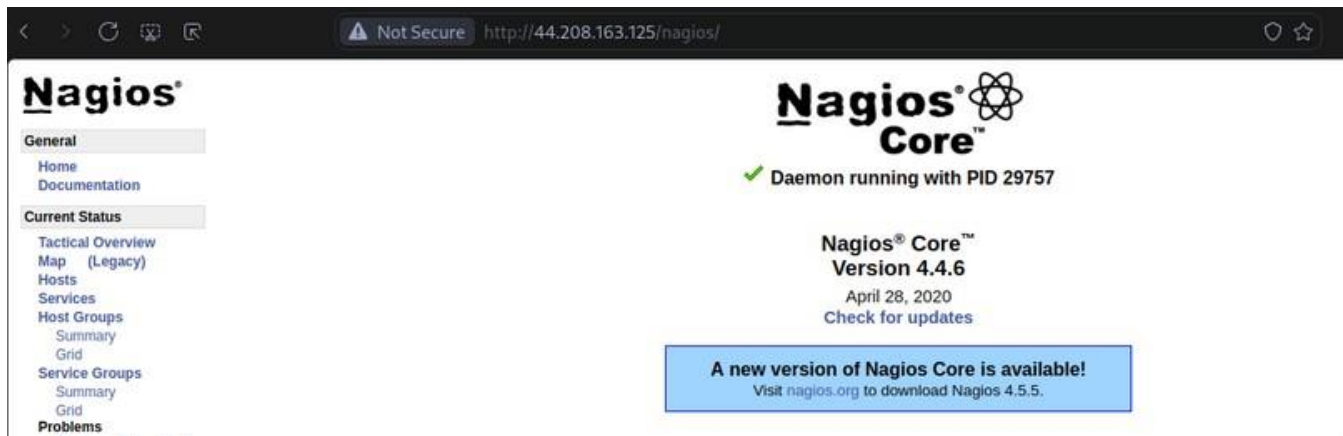 Not Secure http://44.208.163.125/nagios/
Nagios®
General
Home
Documentation
Current Status
Tactical Overview
Map (Legacy)
Hosts
Services
Host Groups
Summary
Grid
Service Groups
Summary
Grid
Problems
Nagios®
Core™
Daemon running with PID 29757
Nagios® Core™
Version 4.4.6
April 28, 2020
Check for updates
A new version of Nagios Core is available!
Visit nagios.org to download Nagios 4.5.5.